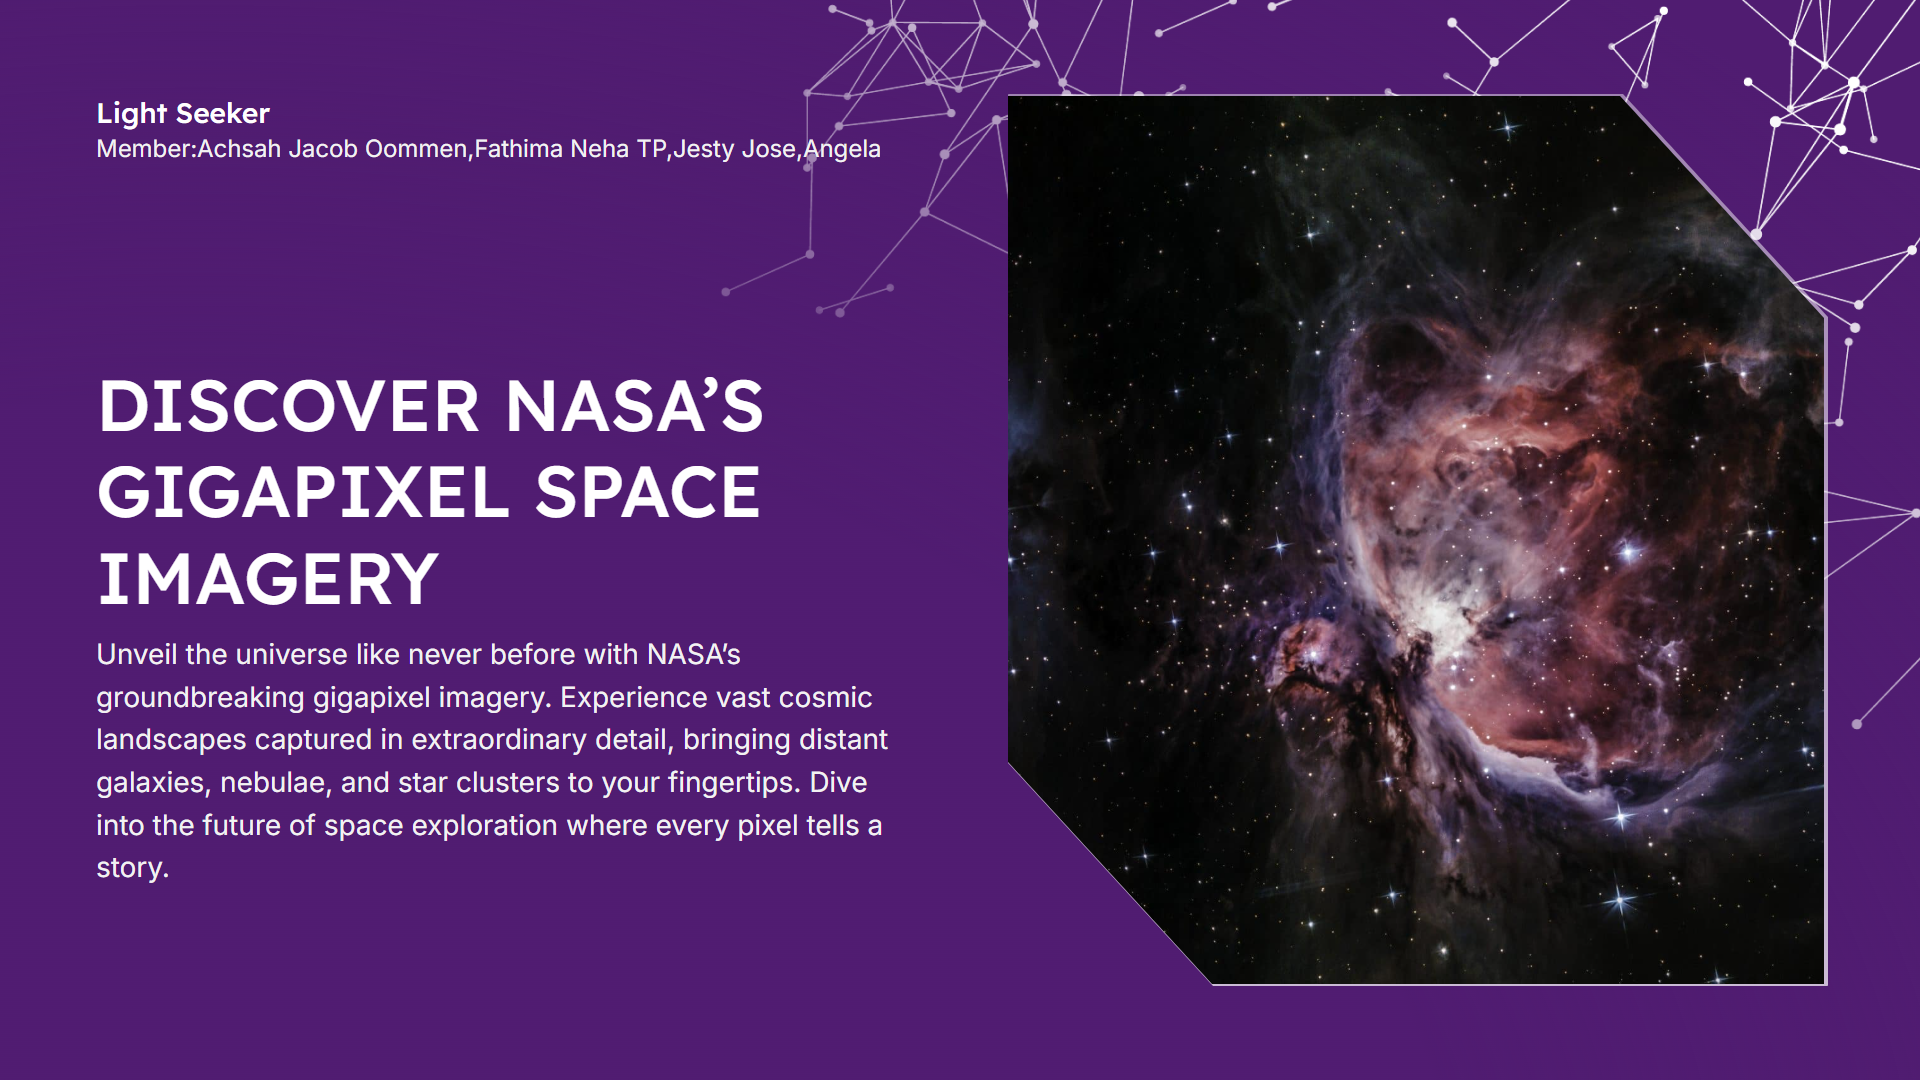 Light Seeker
Member:Achsah Jacob Oommen,Fathima Neha TP,Jesty Jose,Angela
DISCOVER NASA’S
GIGAPIXEL SPACE
IMAGERY
Unveil the universe like never before with NASA’s
groundbreaking gigapixel imagery. Experience vast cosmic
landscapes captured in extraordinary detail, bringing distant
galaxies, nebulae, and star clusters to your fingertips. Dive
into the future of space exploration where every pixel tells a
story.